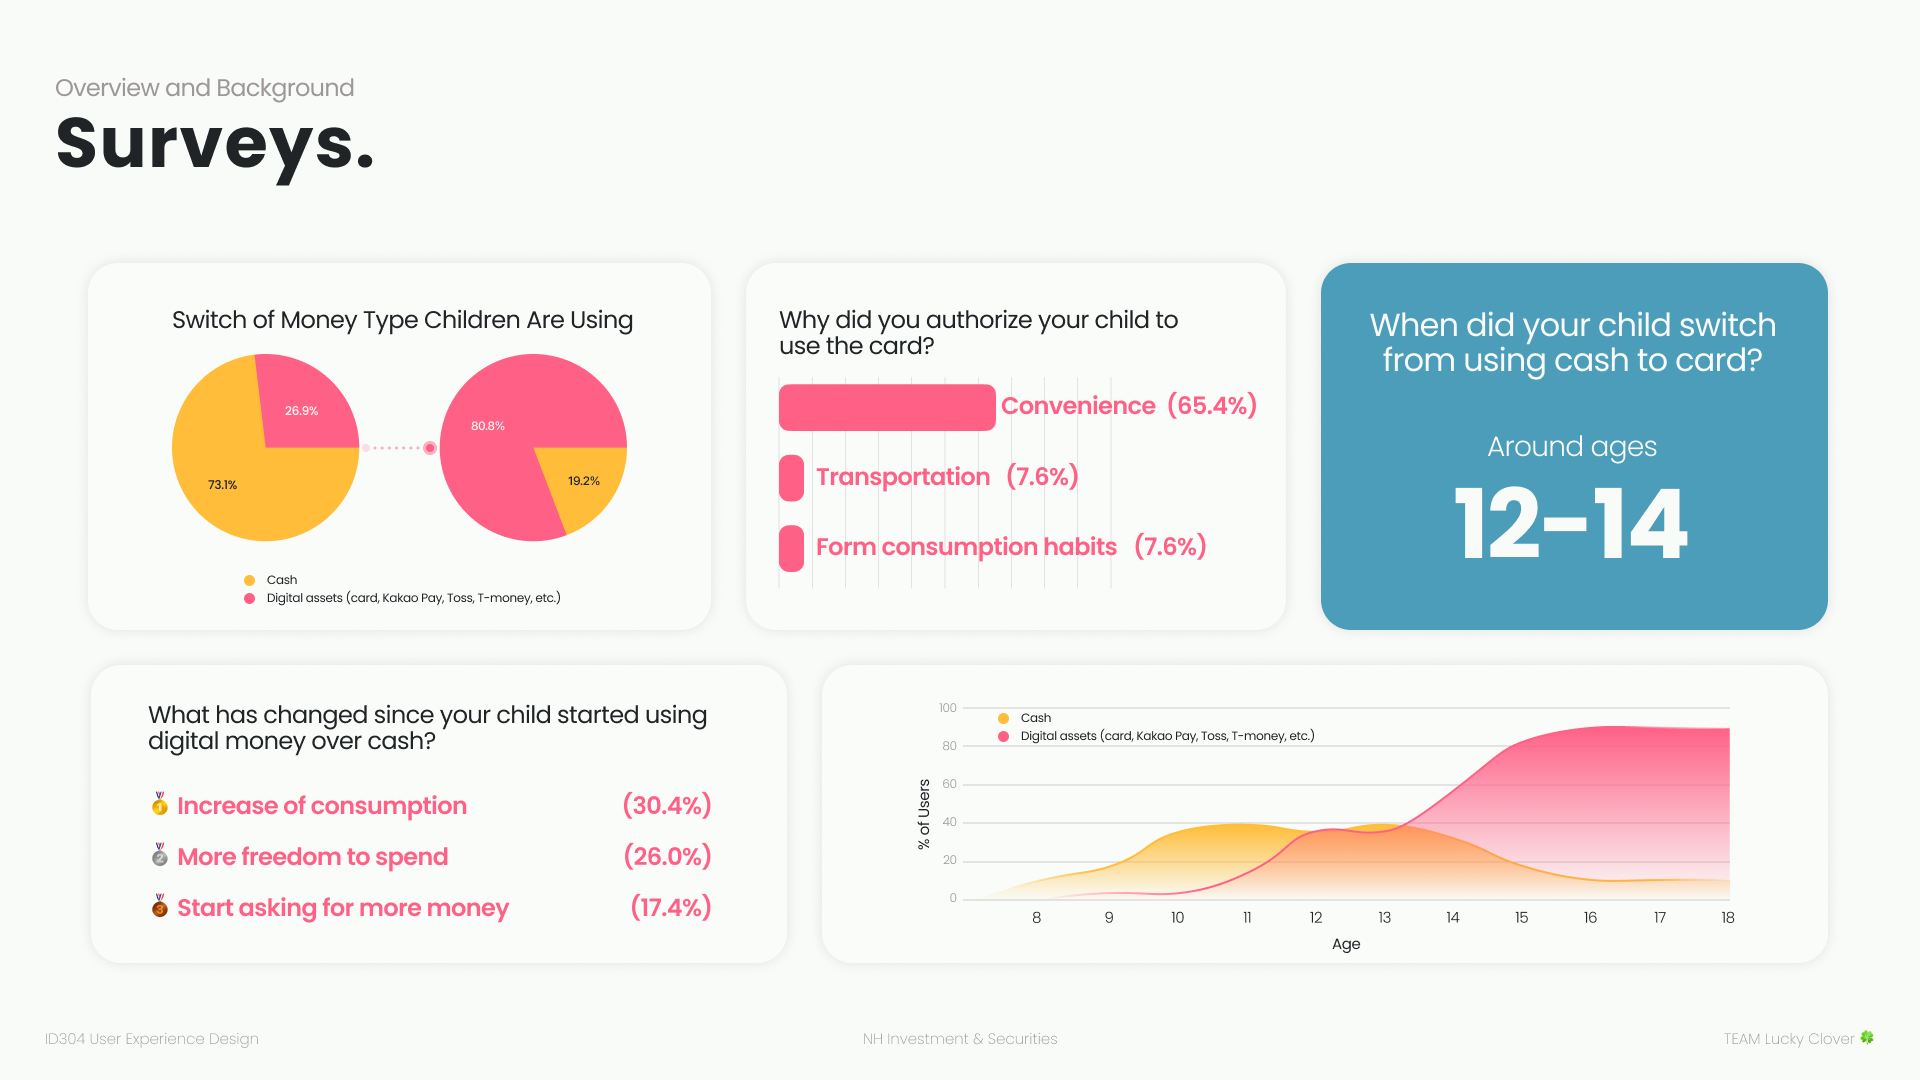 Overview and Background
Surveys.
Switch of Money Type Children Are Using
26.9%
73.1%
80.8%
19.2%
Cash
Digital assets (card, Kakao Pay, Toss, T-money, etc.)
Why did you authorize your child to
use the card?
Convenience (65.4%)
Transportation (7.6%)
Form consumption habits (7.6%)
When did your child switch
from using cash to card?
Around ages
12–14
What has changed since your child started using
digital money over cash?
1 Increase of consumption (30.4%)
2 More freedom to spend (26.0%)
3 Start asking for more money (17.4%)
Cash
Digital assets (card, Kakao Pay, Toss, T-money, etc.)
% of Users
100
80
60
40
20
0
8 9 10 11 12 13 14 15 16 17 18
Age
ID304 User Experience Design
NH Investment & Securities
TEAM Lucky Clover 🍀